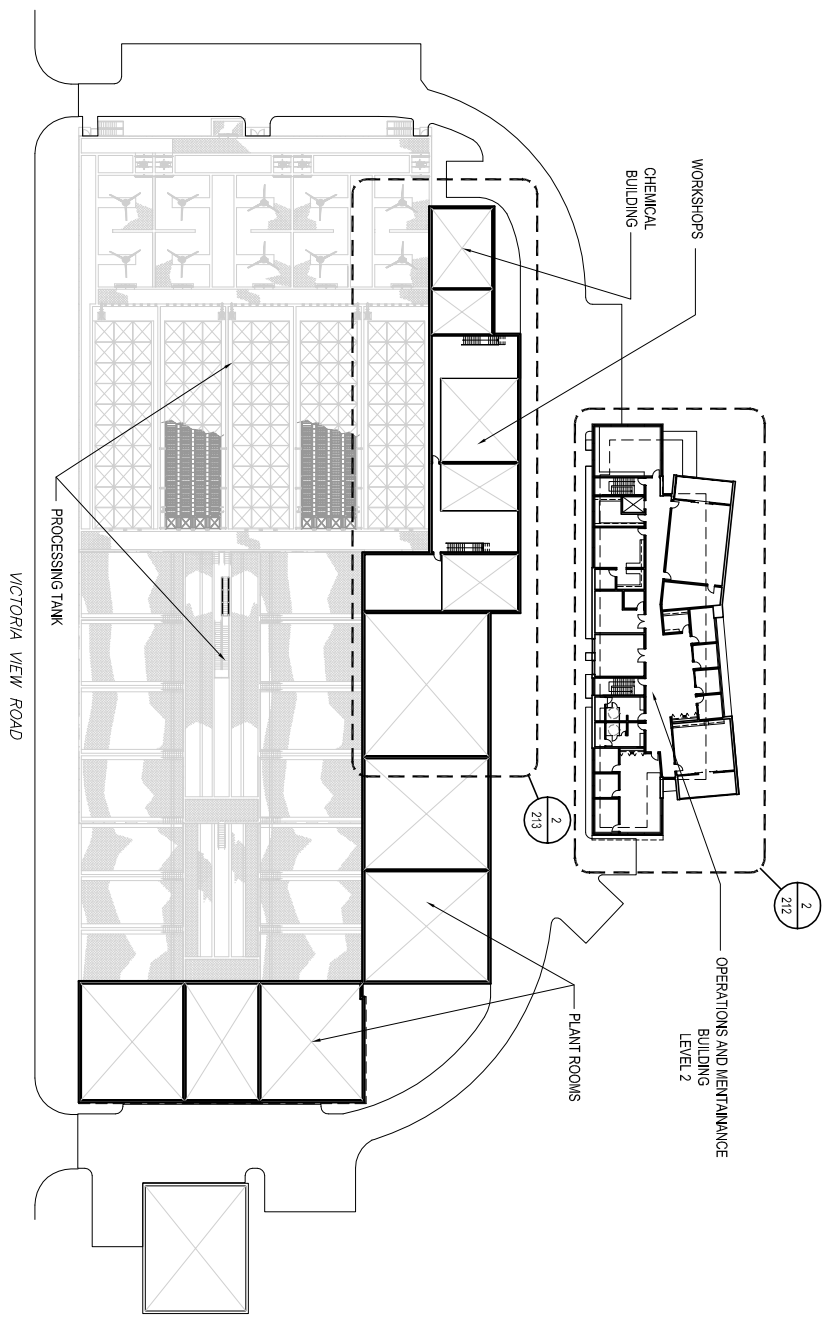 WORKSHOPS
CHEMICAL
BUILDING
2
212
2
213
OPERATIONS AND MENTAINANCE
BUILDING
LEVEL 2
PLANT ROOMS
PROCESSING TANK
VICTORIA VIEW ROAD